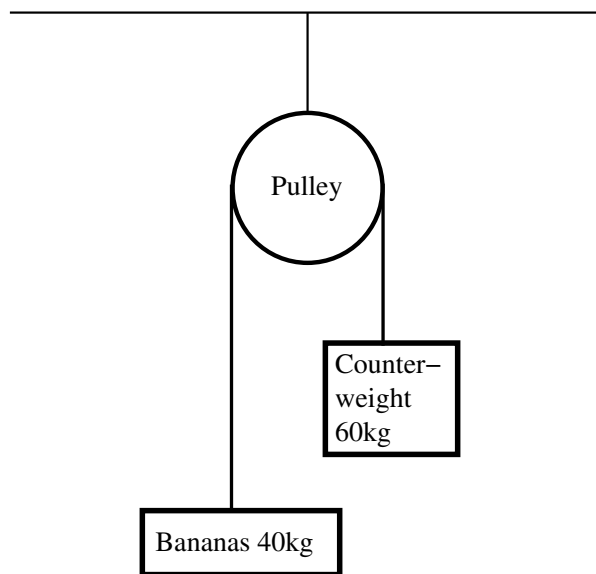 Pulley
Counter−
weight
60kg
Bananas 40kg